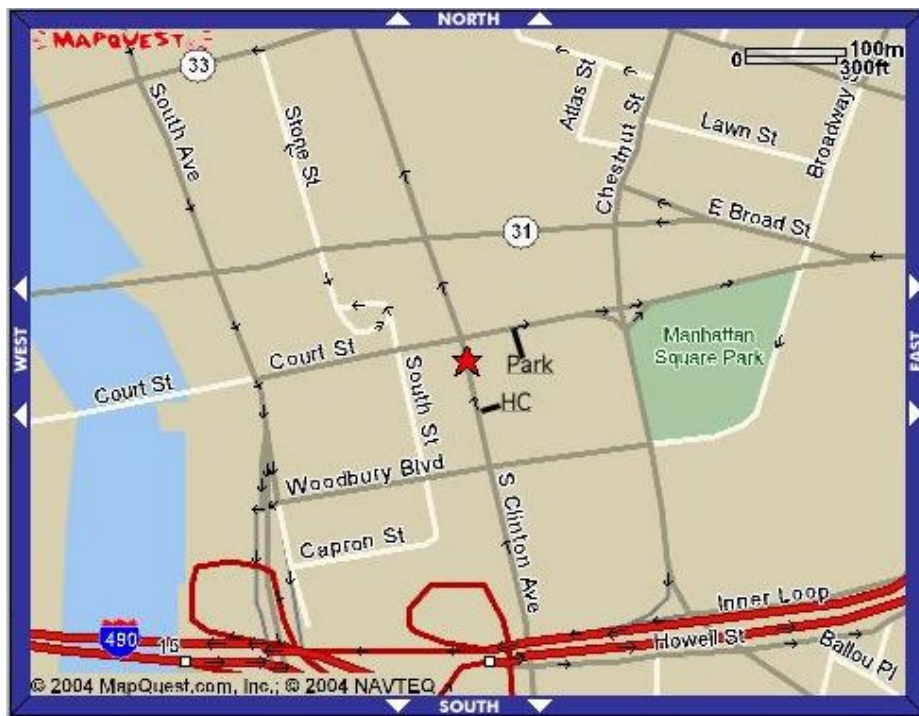 NORTH
MAPQUEST
100m
0
300ft
33
South Ave
Stone St
Atlas St
Chestnut St
Lawn St
Broadway
E Broad St
31
WEST
EAST
Manhattan
Square Park
Court St
Court St
Park
South St
HC
Woodbury Blvd
S Clinton Ave
Capron St
Inner Loop
490
15
Howell St
Ballou Pl
© 2004 MapQuest.com, Inc.; © 2004 NAVTEQ
SOUTH